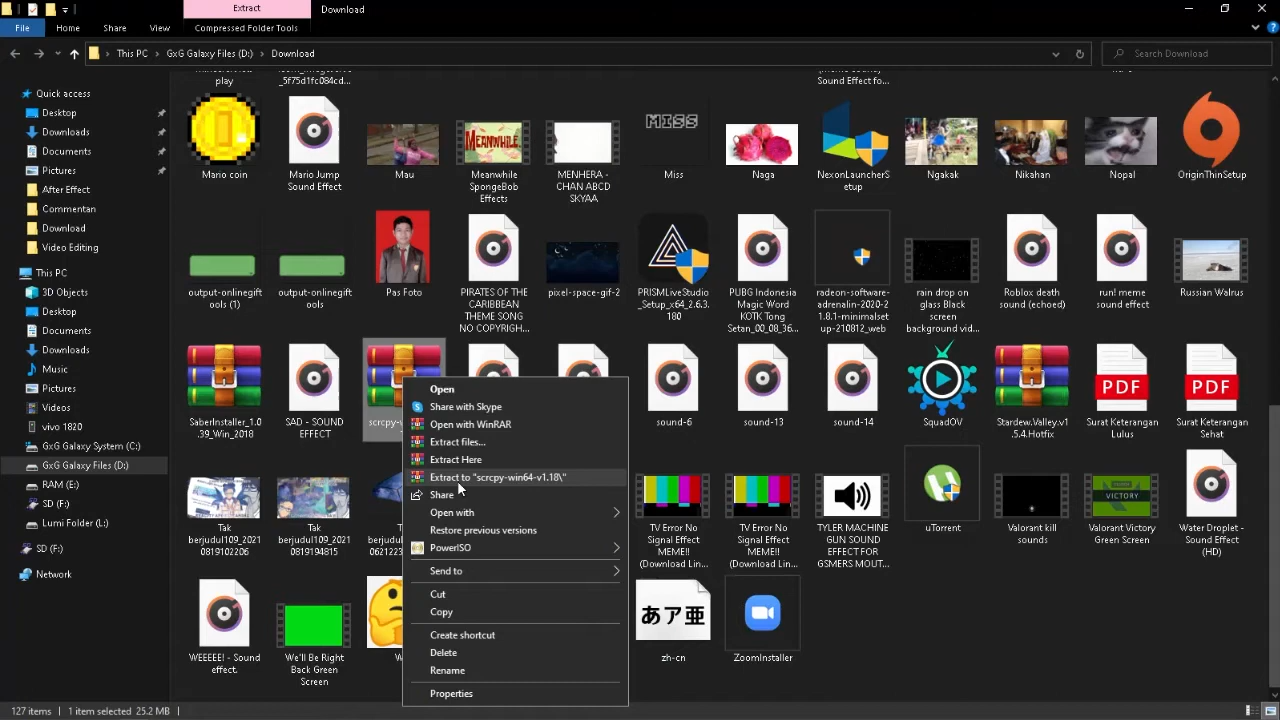 Extract
Download
File
Home
Share
View
Compressed Folder Tools
This PC
GxG Galaxy Files (D:)
Download
Search Download
Quick access
Desktop
Downloads
Documents
Pictures
After Effect
Commentan
Download
Video Editing
This PC
3D Objects
Desktop
Documents
Downloads
Music
Pictures
Videos
vivo 1820
GxG Galaxy System (C:)
GxG Galaxy Files (D:)
RAM (E:)
SD (F:)
Lumi Folder (L:)
SD (F:)
Network
play
_5f75d1fc084cd...
Sound Effect fo...
Mario coin
Mario Jump
Sound Effect
Mau
MEANWHILE
Meanwhile
SpongeBob
Effects
MENHERA -
CHAN ABCD
SKYAA
MISS
Miss
Naga
NexonLauncherS
etup
Ngakak
Nikahan
Nopal
OriginThinSetup
output-onlinegift
ools (1)
output-onlinegift
ools
Pas Foto
PIRATES OF THE
CARIBBEAN
THEME SONG
NO COPYRIGH...
pixel-space-gif-2
PRISMLiveStudio
_Setup_x64_2.6.3.
180
PUBG Indonesia
Magic Word
KOTK Tong
Setan_00_08_36...
radeon-software-
adrenalin-2020-2
1.8.1-minimalset
up-210812_web
rain drop on
glass Black
screen
background vid...
Roblox death
sound (echoed)
run! meme
sound effect
Russian Walrus
SaberInstaller_1.0
.39_Win_2018
SAD - SOUND
EFFECT
scrcpy-w
sound-6
sound-13
sound-14
SquadOV
Stardew.Valley.v1
.5.4.Hotfix
PDF
Surat Keterangan
Lulus
PDF
Surat Keterangan
Sehat
Open
Share with Skype
Open with WinRAR
Extract files...
Extract Here
Extract to "scrcpy-win64-v1.18\"
Share
Open with
Restore previous versions
PowerISO
Send to
Cut
Copy
Create shortcut
Delete
Rename
Properties
Tak
berjudul109_2021
0819102206
Tak
berjudul109_2021
0819194815
TV Error No
Signal Effect
MEME!!
(Download Lin...
TV Error No
Signal Effect
MEME!!
(Download Lin...
TYLER MACHINE
GUN SOUND
EFFECT FOR
GSMERS MOUT...
uTorrent
Valorant kill
sounds
VICTORY
Valorant Victory
Green Screen
Water Droplet -
Sound Effect
(HD)
WEEEEE! - Sound
effect.
We'll Be Right
Back Green
Screen
あア亜
zh-cn
ZoomInstaller
127 items
1 item selected 25.2 MB